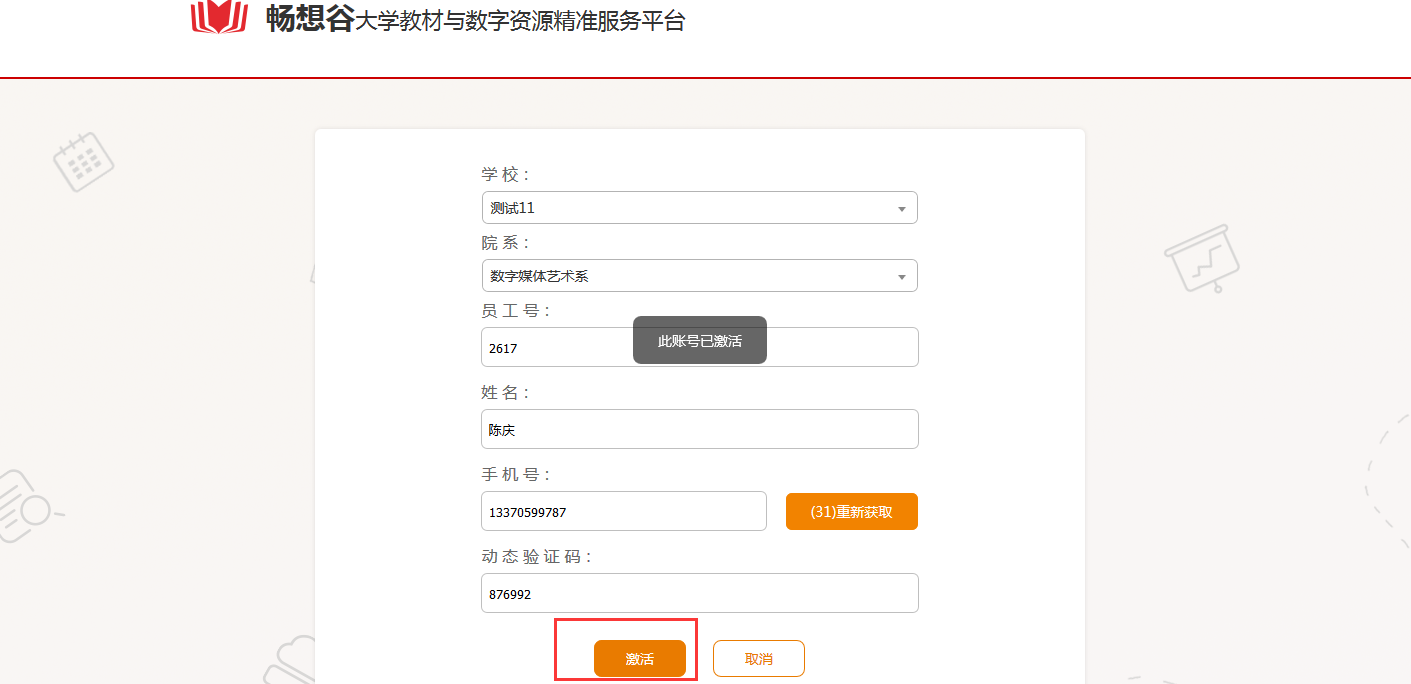 畅想谷大学教材与数字资源精准服务平台
学 校：
测试11
院 系：
数字媒体艺术系
员 工 号：
2617
此账号已激活
姓 名：
陈庆
手 机 号：
13370599787
(31)重新获取
动 态 验 证 码：
876992
激活
取消